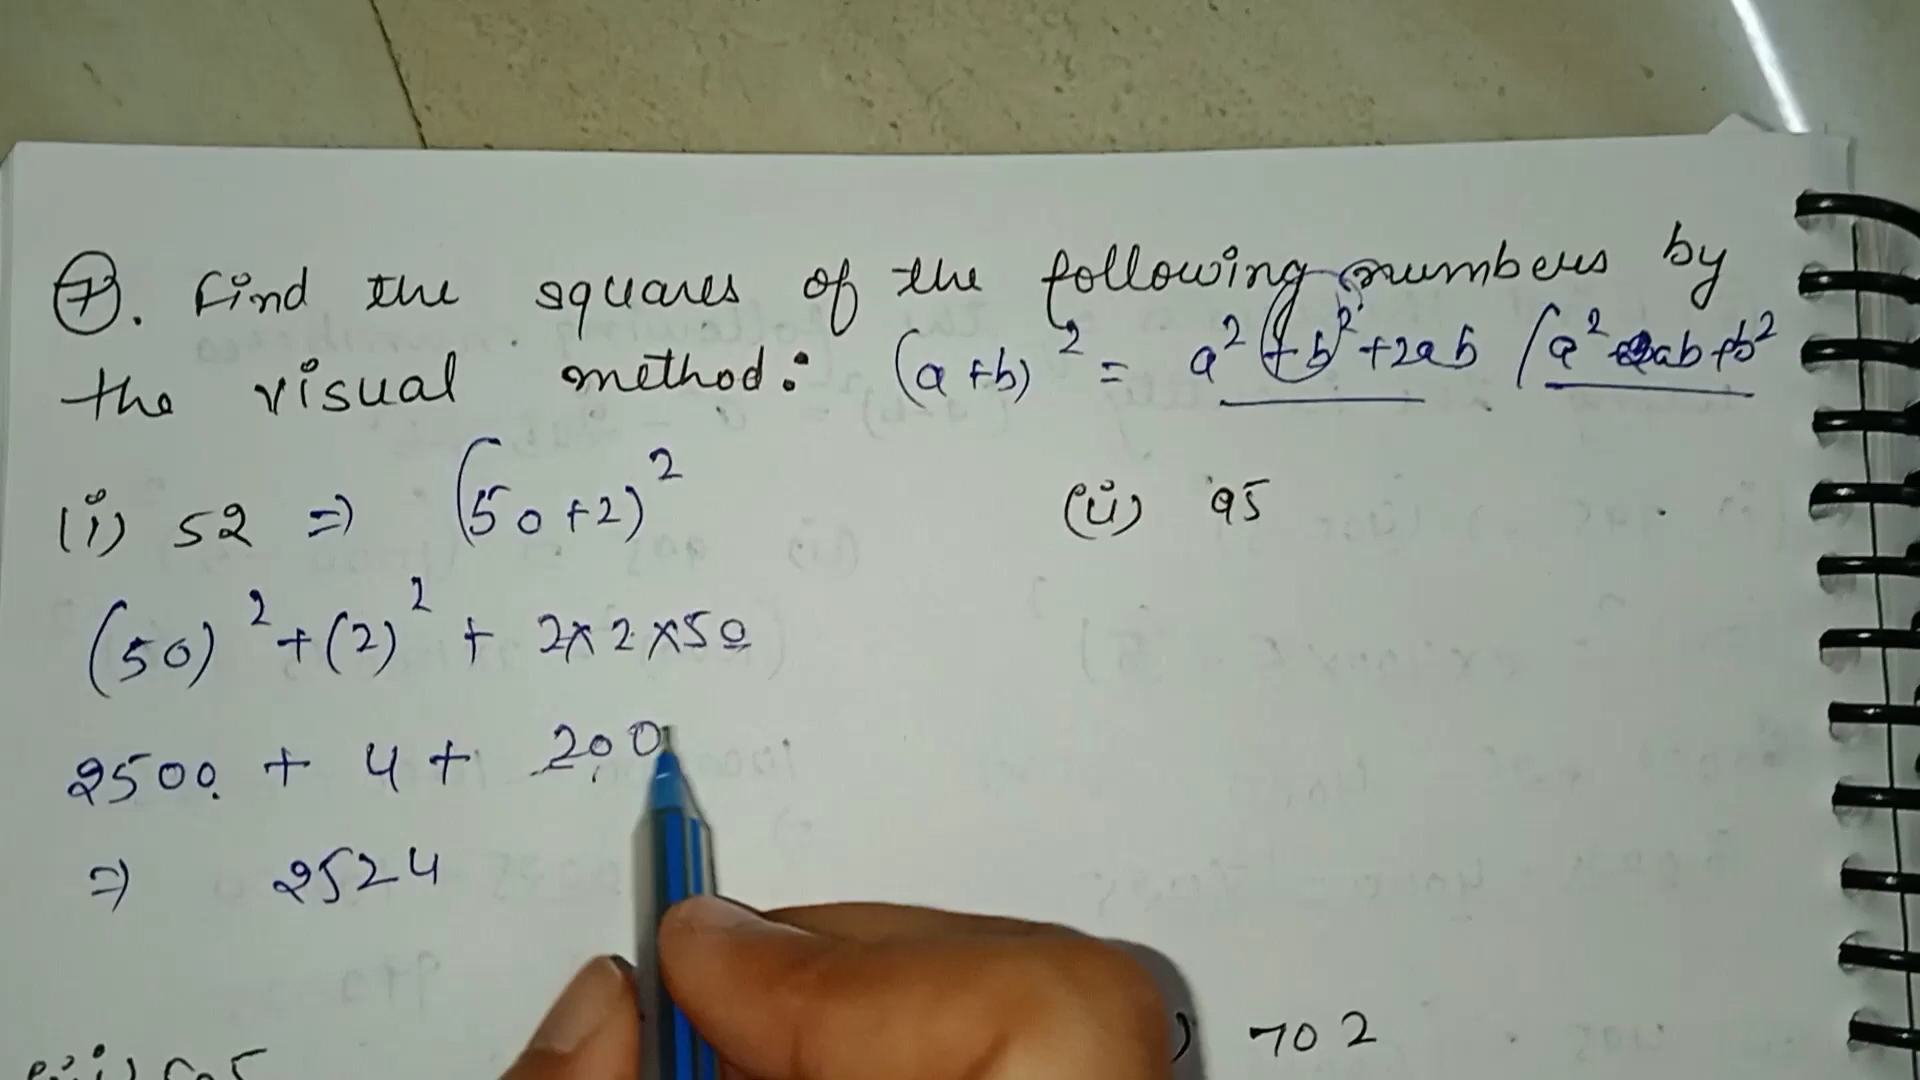 7. Find the squares of the following numbers by
the visual method: (a+b)² = a²+b²+2ab / a²+2ab+b²
(i) 52 ⇒ (50+2)²
(ii) 95
(50)²+(2)² + 2×2×50
2500 + 4 + 200
⇒ 2524
702